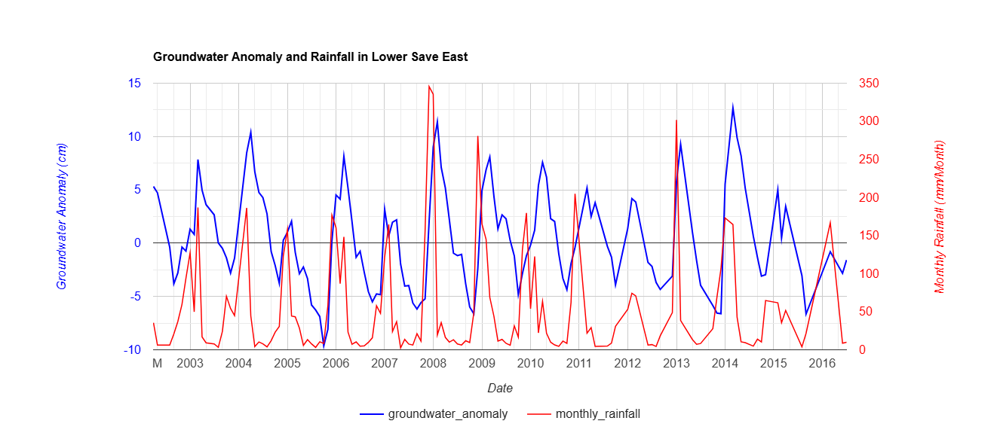 Groundwater Anomaly and Rainfall in Lower Save East
15 350
300
10 250
5 200
150
0 100
-5 50
-10 0
Groundwater Anomaly (cm)
Monthly Rainfall (mm/Month)
M 2003 2004 2005 2006 2007 2008 2009 2010 2011 2012 2013 2014 2015 2016
Date
groundwater_anomaly monthly_rainfall